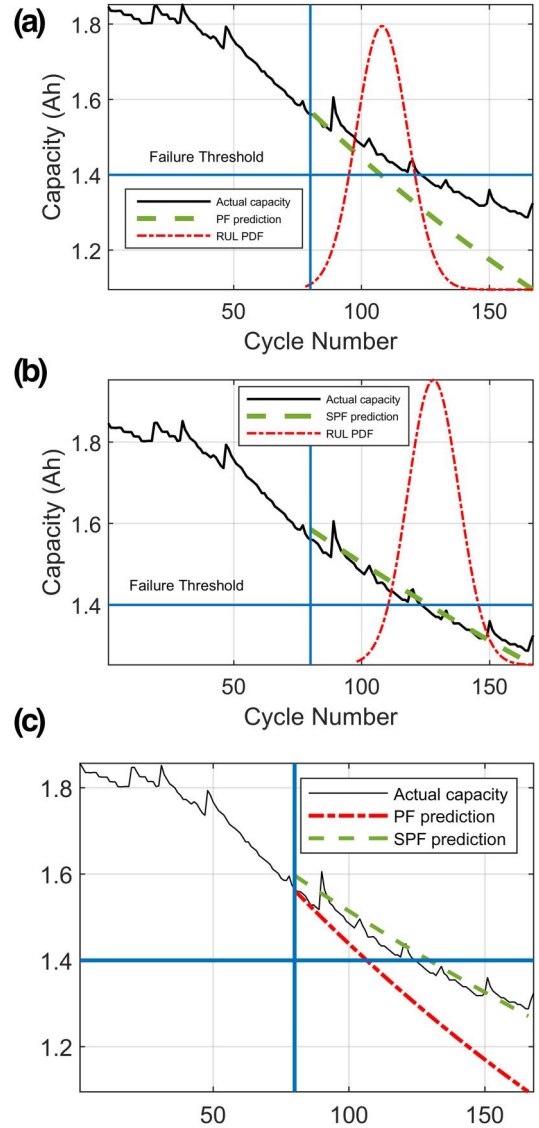 (a)
1.8
1.6
1.4
1.2
Capacity (Ah)
Failure Threshold
Actual capacity
PF prediction
RUL PDF
50
100
150
Cycle Number
(b)
1.8
1.6
1.4
Capacity (Ah)
Actual capacity
SPF prediction
RUL PDF
Failure Threshold
50
100
150
Cycle Number
(c)
1.8
1.6
1.4
1.2
Actual capacity
PF prediction
SPF prediction
50
100
150